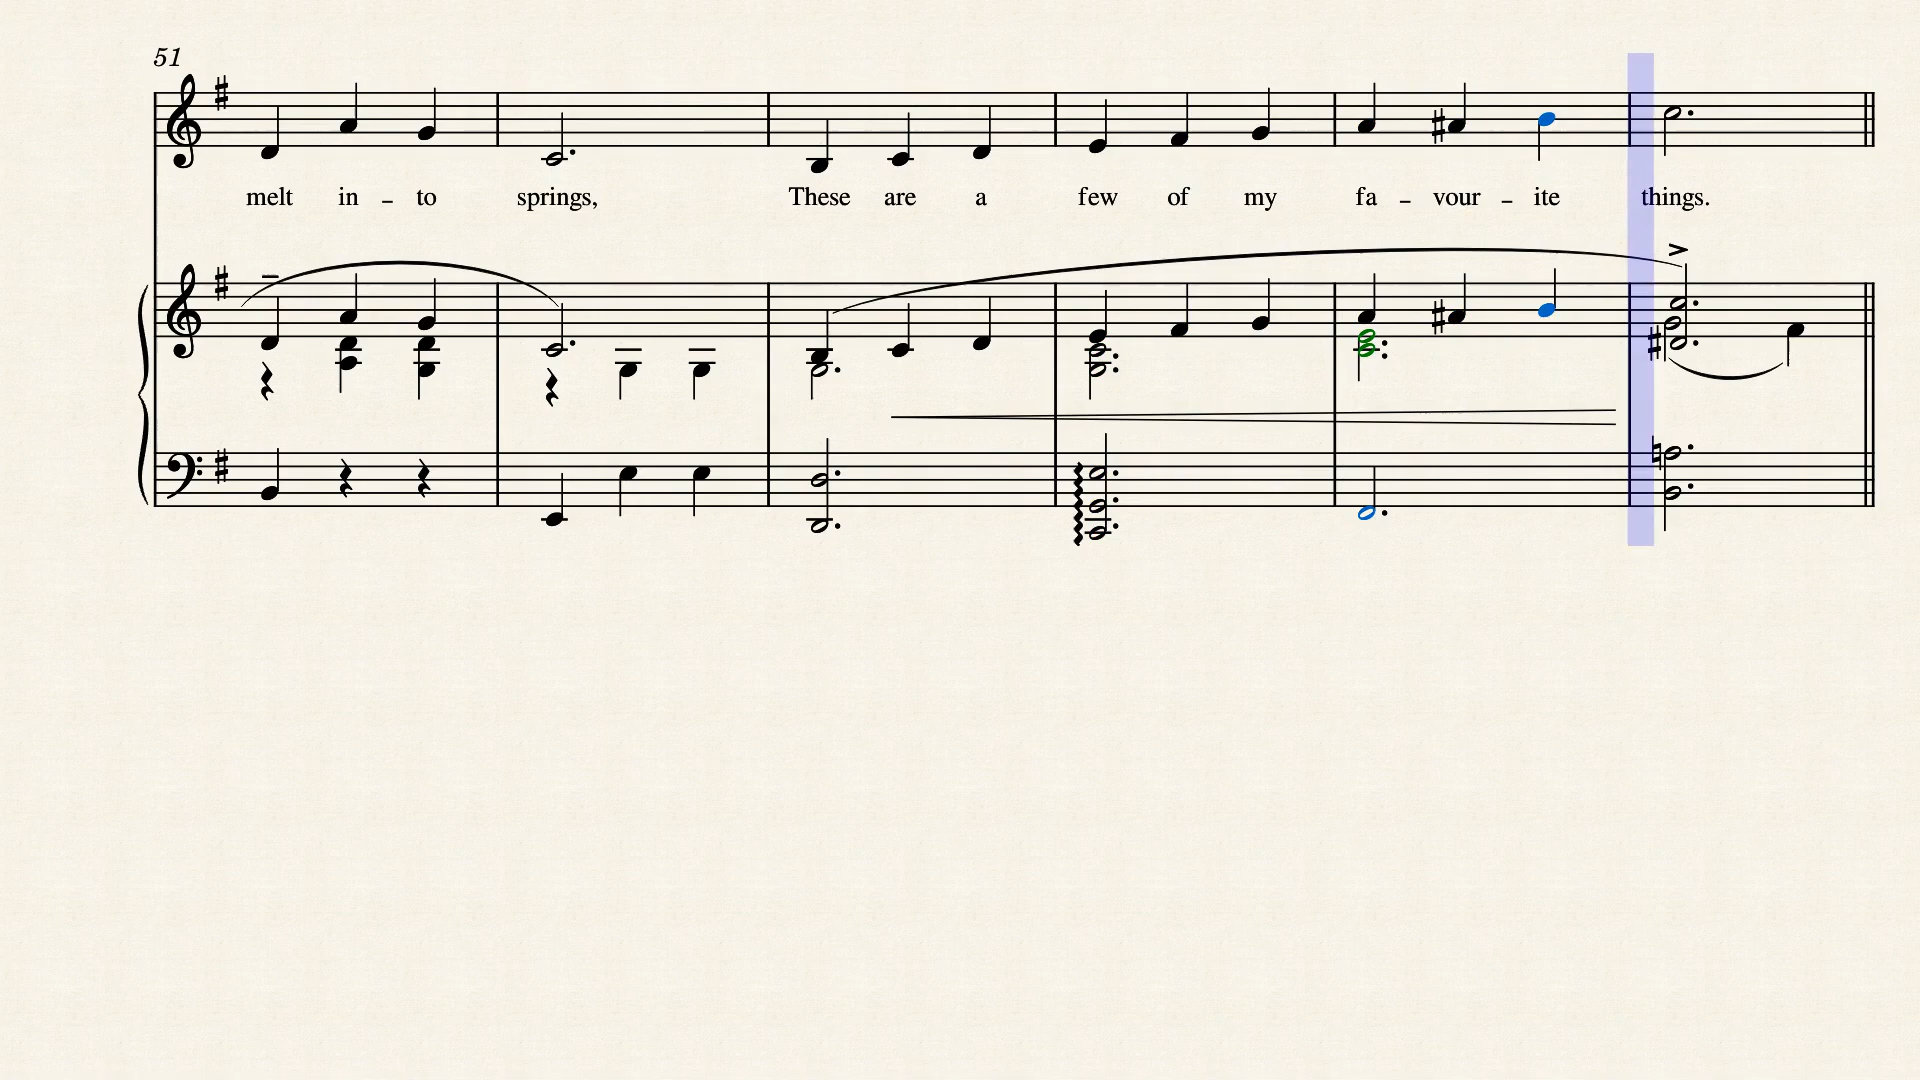 51
melt in - to springs, These are a few of my fa - vour - ite things.